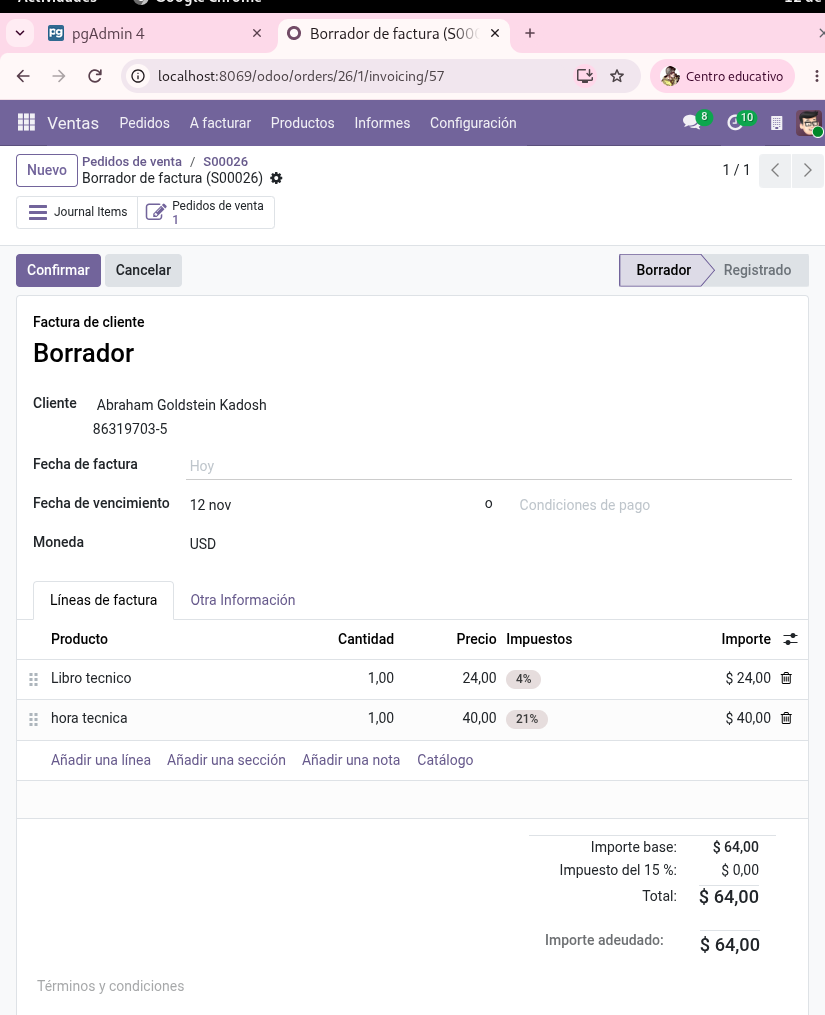 Actividades Google Chrome 12 d
pgAdmin 4
Borrador de factura (S00
localhost:8069/odoo/orders/26/1/invoicing/57
Centro educativo
Ventas Pedidos A facturar Productos Informes Configuración 8 10
Nuevo
Pedidos de venta / S00026
Borrador de factura (S00026)
1 / 1
Journal Items
Pedidos de venta
1
Confirmar Cancelar
Borrador Registrado
Factura de cliente
Borrador
Cliente Abraham Goldstein Kadosh
86319703-5
Fecha de factura Hoy
Fecha de vencimiento 12 nov o Condiciones de pago
Moneda USD
Líneas de factura Otra Información
Producto Cantidad Precio Impuestos Importe
Libro tecnico 1,00 24,00 4% $ 24,00
hora tecnica 1,00 40,00 21% $ 40,00
Añadir una línea Añadir una sección Añadir una nota Catálogo
Importe base: $ 64,00
Impuesto del 15 %: $ 0,00
Total: $ 64,00
Importe adeudado: $ 64,00
Términos y condiciones